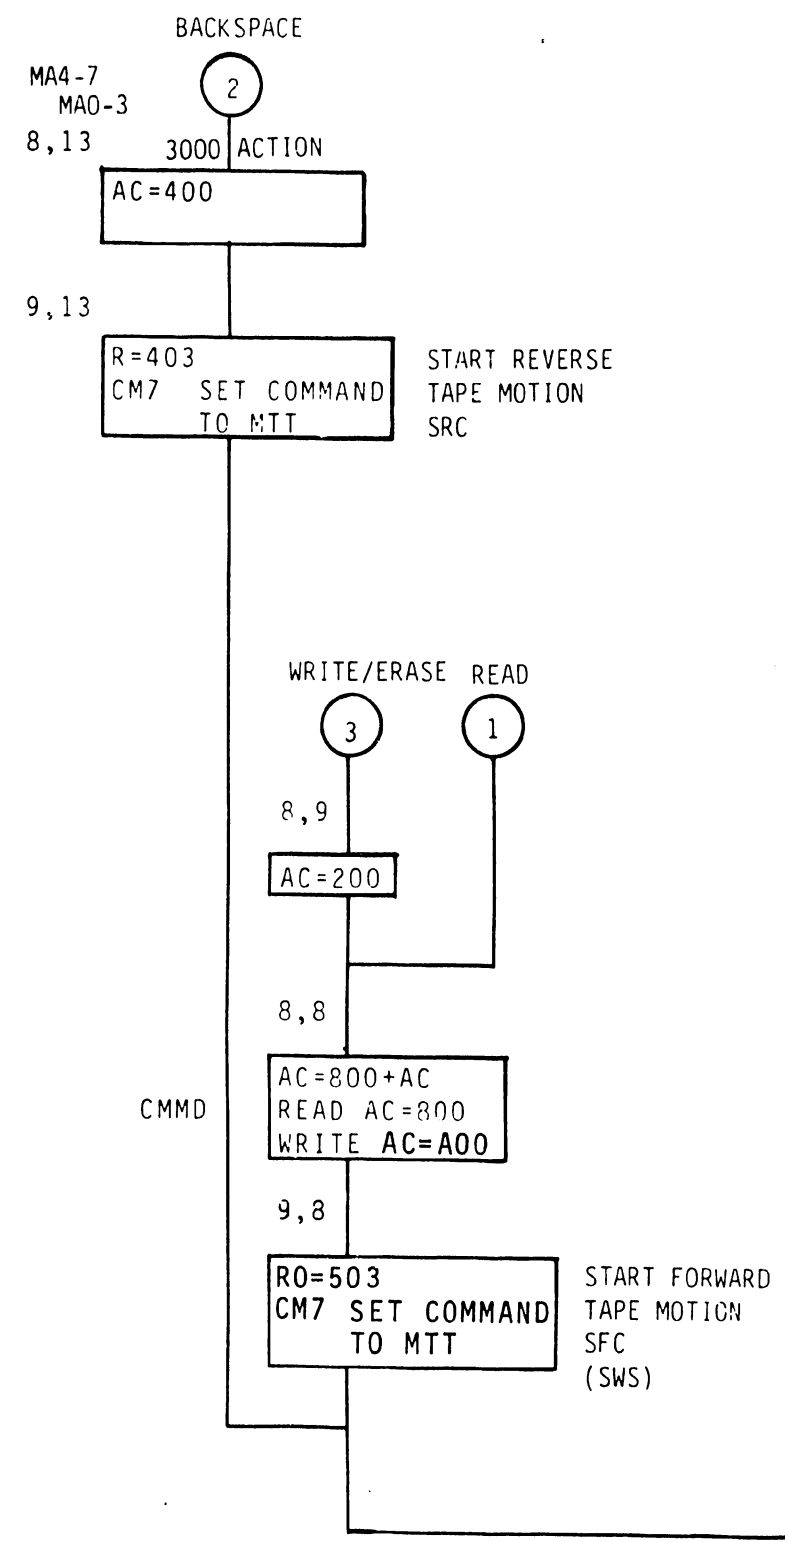 BACKSPACE
MA4-7
MA0-3
2
8,13
3000 ACTION
AC=400
9,13
R=403
CM7 SET COMMAND
TO MTT
START REVERSE
TAPE MOTION
SRC
WRITE/ERASE READ
3
1
8,9
AC=200
8,8
AC=800+AC
READ AC=800
WRITE AC=A00
CMMD
9,8
RO=503
CM7 SET COMMAND
TO MTT
START FORWARD
TAPE MOTION
SFC
(SWS)